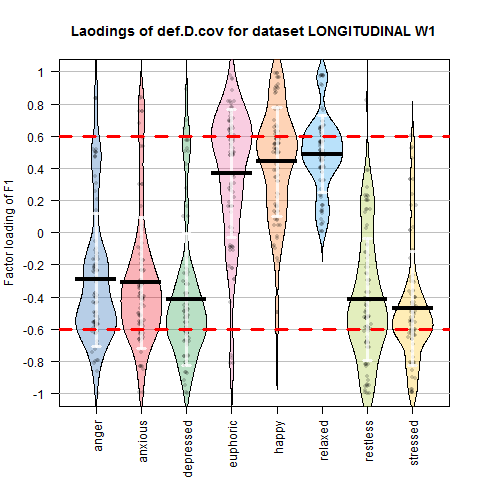 Laodings of def.D.cov for dataset LONGITUDINAL W1
Factor loading of F1
1
0.8
0.6
0.4
0.2
0
-0.2
-0.4
-0.6
-0.8
-1
anger
anxious
depressed
euphoric
happy
relaxed
restless
stressed